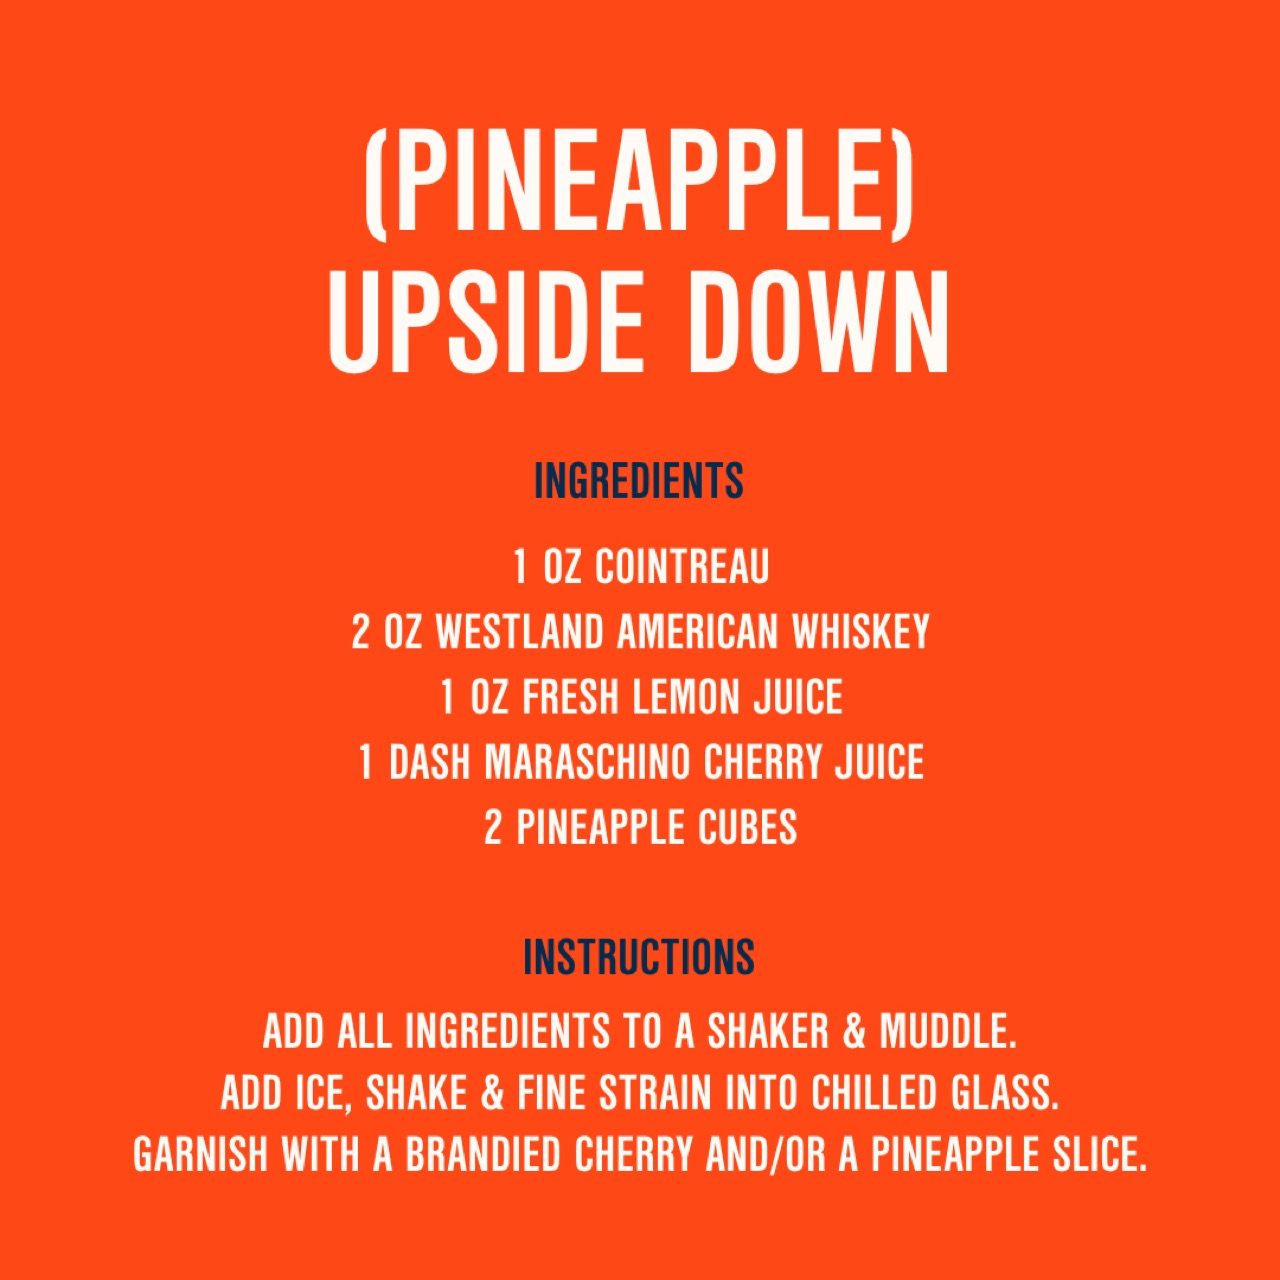 (PINEAPPLE)
UPSIDE DOWN
INGREDIENTS
1 OZ COINTREAU
2 OZ WESTLAND AMERICAN WHISKEY
1 OZ FRESH LEMON JUICE
1 DASH MARASCHINO CHERRY JUICE
2 PINEAPPLE CUBES
INSTRUCTIONS
ADD ALL INGREDIENTS TO A SHAKER & MUDDLE.
ADD ICE, SHAKE & FINE STRAIN INTO CHILLED GLASS.
GARNISH WITH A BRANDIED CHERRY AND/OR A PINEAPPLE SLICE.